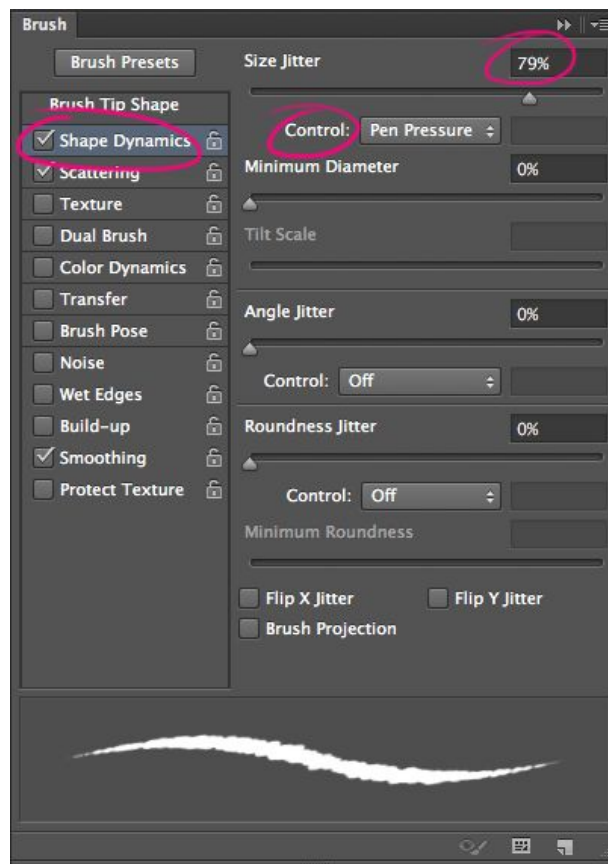 Brush
Brush Presets
Brush Tip Shape
Shape Dynamics
Scattering
Texture
Dual Brush
Color Dynamics
Transfer
Brush Pose
Noise
Wet Edges
Build-up
Smoothing
Protect Texture
Size Jitter 79%
Control: Pen Pressure
Minimum Diameter 0%
Tilt Scale
Angle Jitter 0%
Control: Off
Roundness Jitter 0%
Control: Off
Minimum Roundness
Flip X Jitter Flip Y Jitter
Brush Projection